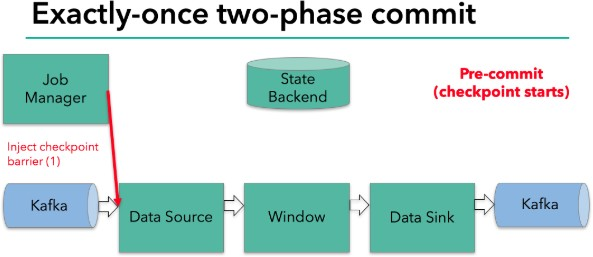 Exactly-once two-phase commit
Job
Manager
State
Backend
Pre-commit
(checkpoint starts)
Inject checkpoint
barrier (1)
Kafka
Data Source
Window
Data Sink
Kafka